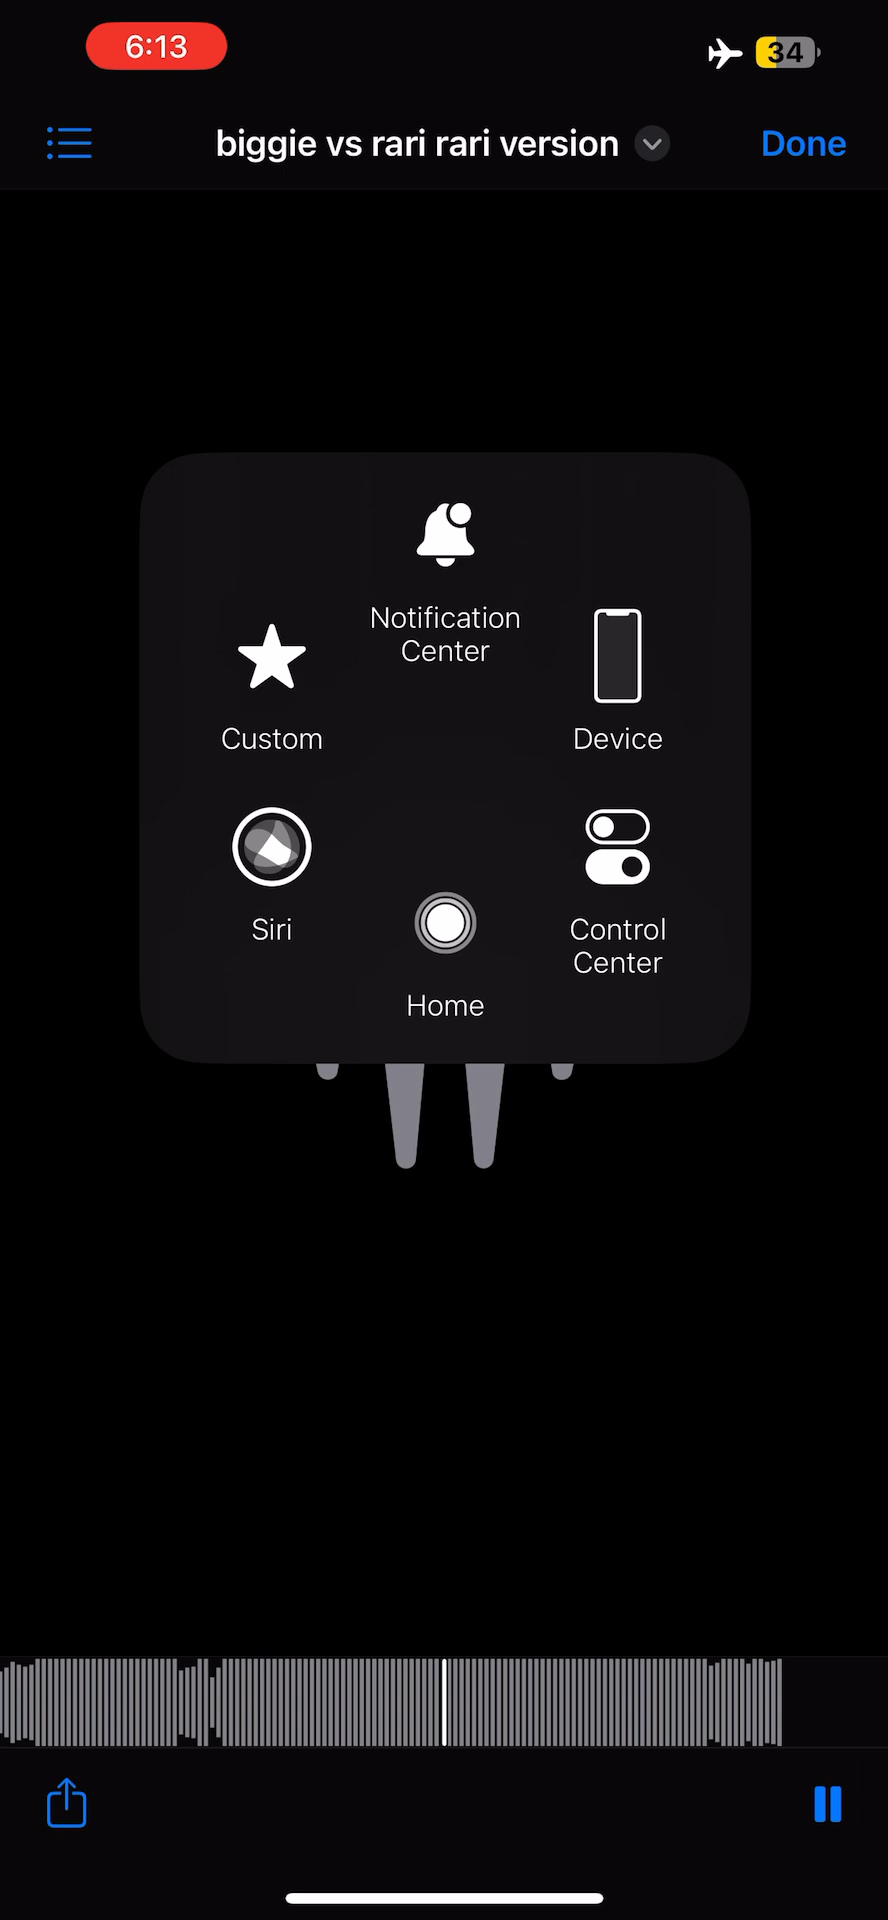 6:13
34
biggie vs rari rari version
Done
Notification
Center
Custom
Device
Siri
Control
Center
Home